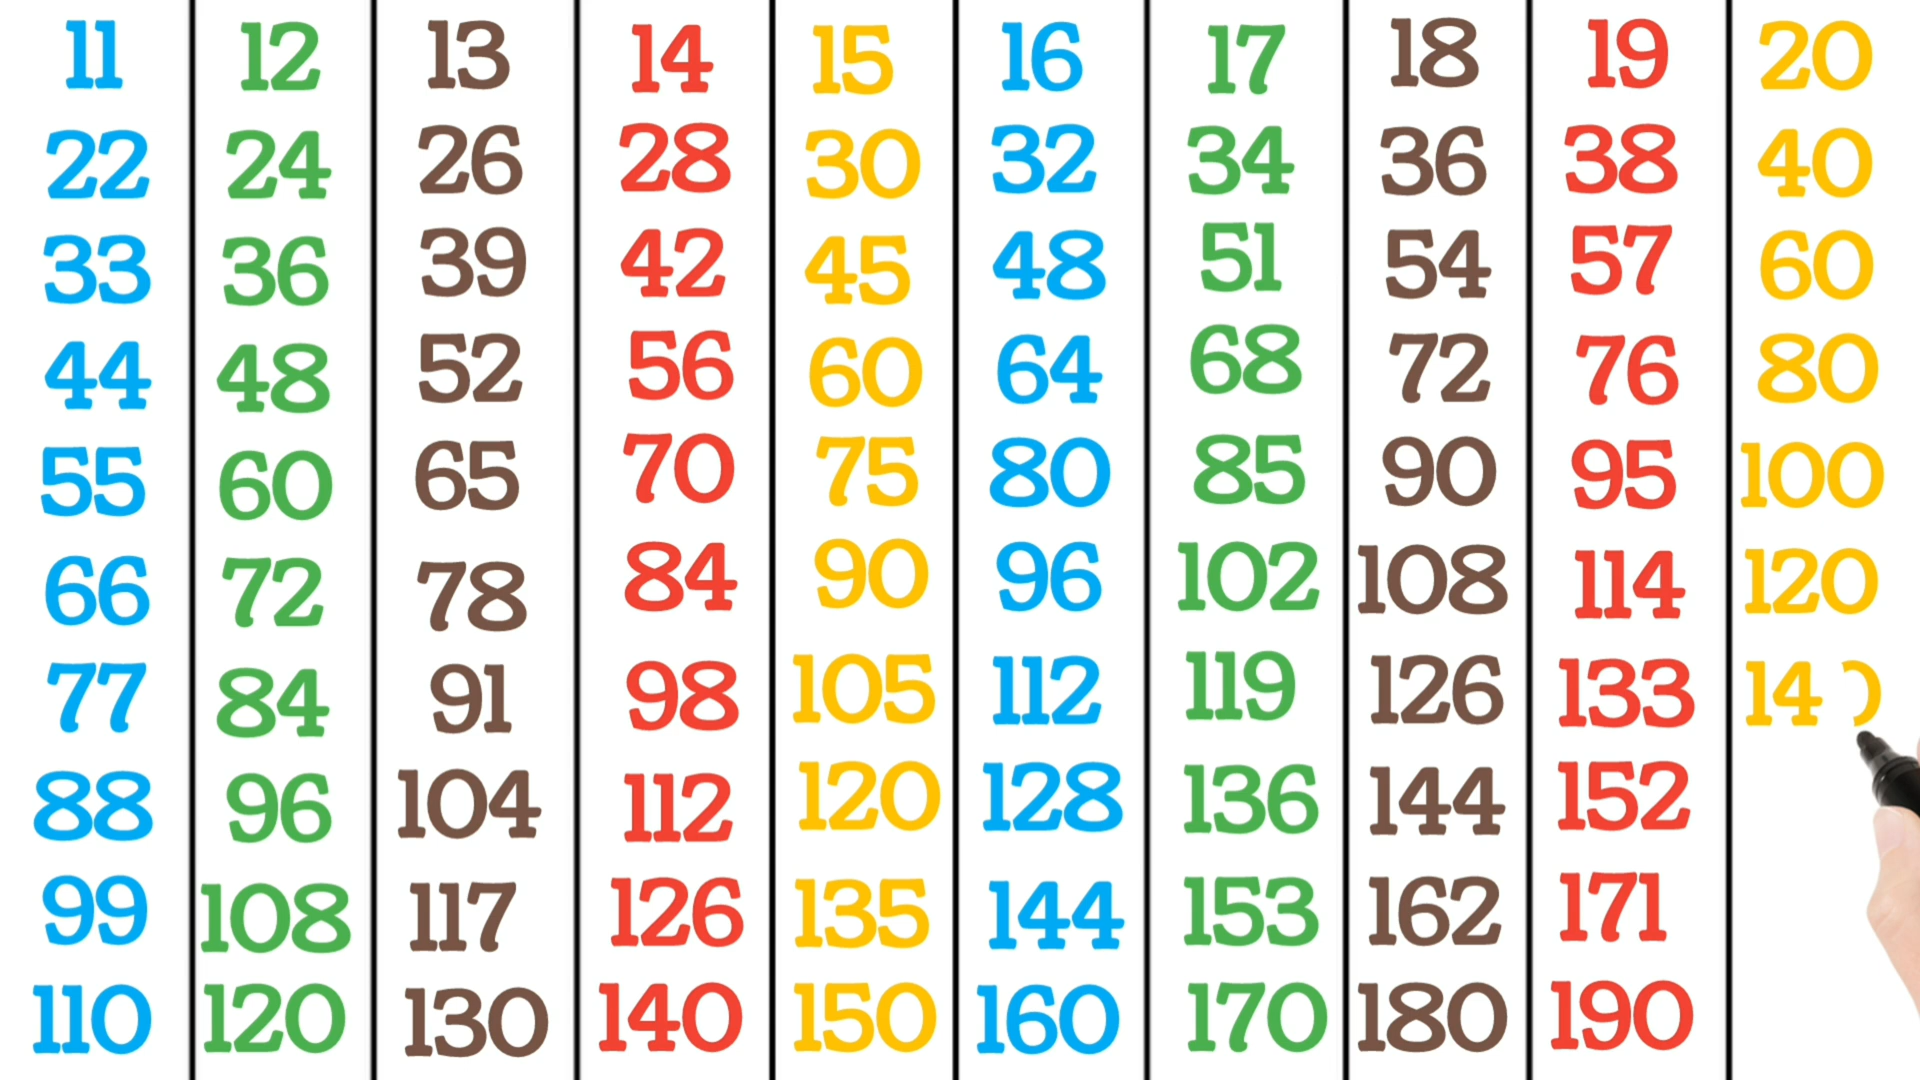 11 12 13 14 15 16 17 18 19 20
22 24 26 28 30 32 34 36 38 40
33 36 39 42 45 48 51 54 57 60
44 48 52 56 60 64 68 72 76 80
55 60 65 70 75 80 85 90 95 100
66 72 78 84 90 96 102 108 114 120
77 84 91 98 105 112 119 126 133 14
88 96 104 112 120 128 136 144 152
99 108 117 126 135 144 153 162 171
110 120 130 140 150 160 170 180 190